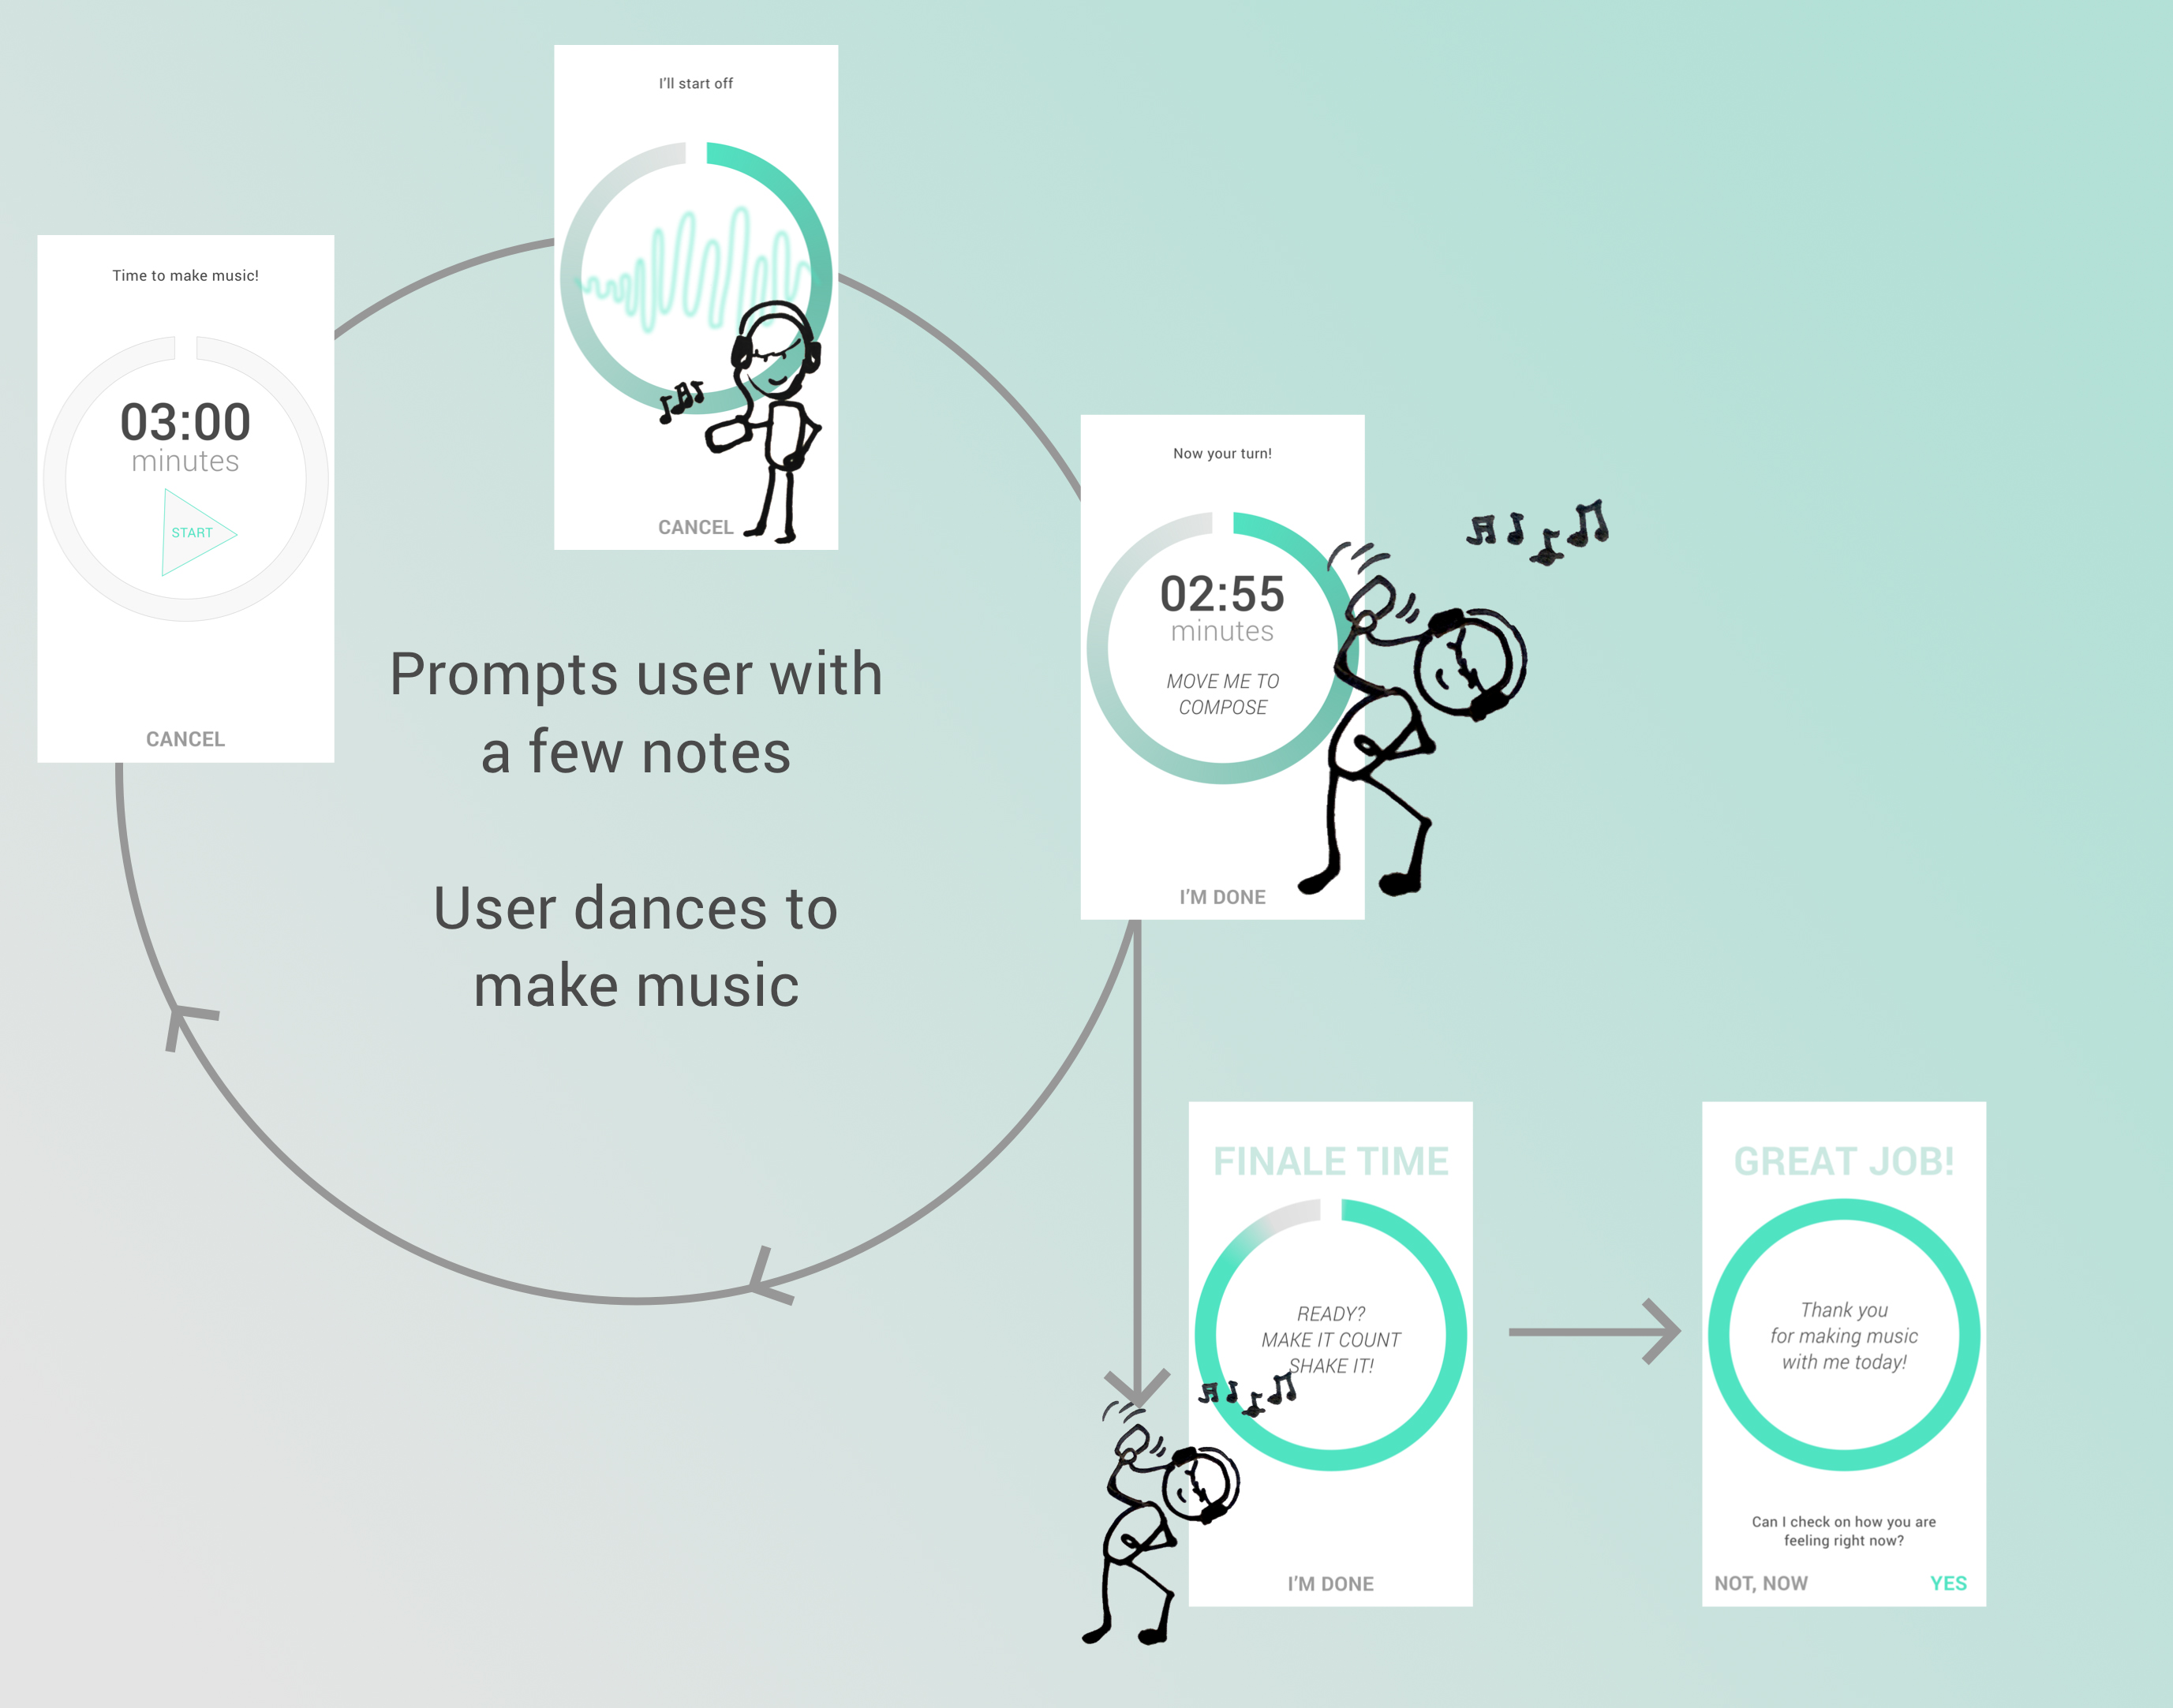 I'll start off
CANCEL
Time to make music!
03:00
minutes
START
CANCEL
Prompts user with
a few notes
User dances to
make music
Now your turn!
02:55
minutes
MOVE ME TO
COMPOSE
I'M DONE
FINALE TIME
READY?
MAKE IT COUNT
SHAKE IT!
I'M DONE
GREAT JOB!
Thank you
for making music
with me today!
Can I check on how you are
feeling right now?
NOT, NOW
YES